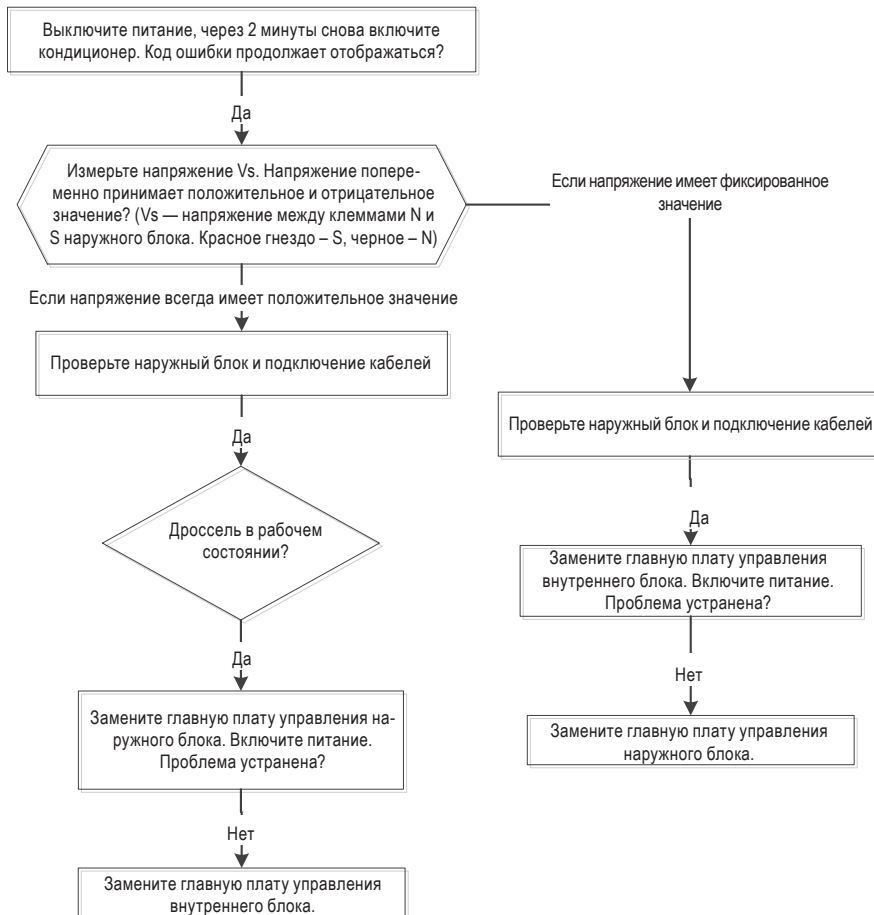 Выключите питание, через 2 минуты снова включите
кондиционер. Код ошибки продолжает отображаться?
Да
Измерьте напряжение Vs. Напряжение попере-
менно принимает положительное и отрицательное
значение? (Vs — напряжение между клеммами N и
S наружного блока. Красное гнездо – S, черное – N)
Если напряжение имеет фиксированное
значение
Если напряжение всегда имеет положительное значение
Проверьте наружный блок и подключение кабелей
Да
Дроссель в рабочем
состоянии?
Да
Замените главную плату управления на-
ружного блока. Включите питание.
Проблема устранена?
Нет
Замените главную плату управления
внутреннего блока.
Проверьте наружный блок и подключение кабелей
Да
Замените главную плату управления
внутреннего блока. Включите питание.
Проблема устранена?
Нет
Замените главную плату управления
наружного блока.